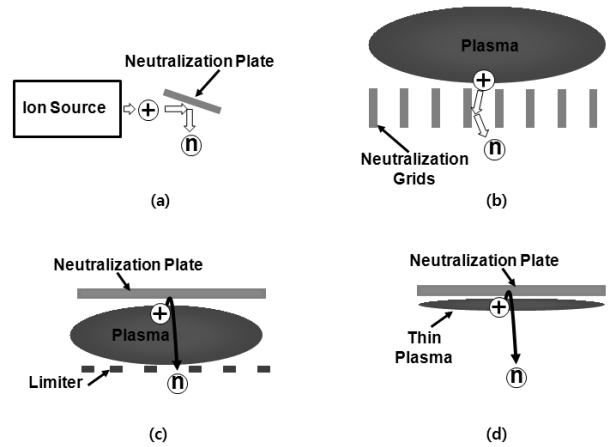 Neutralization Plate
Ion Source
+
n
(a)
Plasma
+
n
Neutralization
Grids
(b)
Neutralization Plate
+
Plasma
Limiter
n
(c)
Neutralization Plate
+
Thin
Plasma
n
(d)